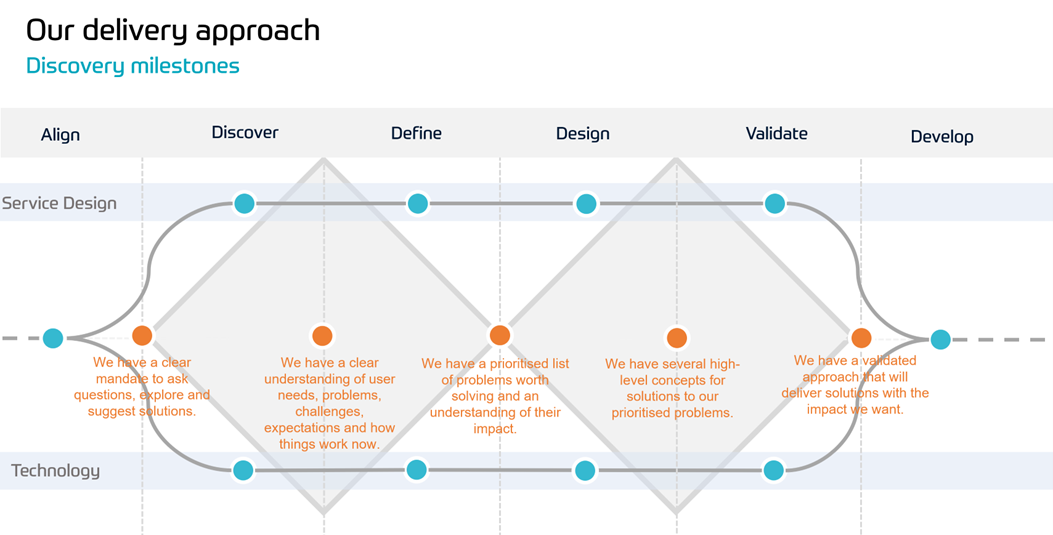 Our delivery approach
Discovery milestones
Align
Discover
Define
Design
Validate
Develop
Service Design
We have a clear
mandate to ask
questions, explore and
suggest solutions.
We have a clear
understanding of user
needs, problems,
challenges,
expectations and how
things work now.
We have a prioritised list
of problems worth
solving and an
understanding of their
impact.
We have several high-
level concepts for
solutions to our
prioritised problems.
We have a validated
approach that will
deliver solutions with the
impact we want.
Technology